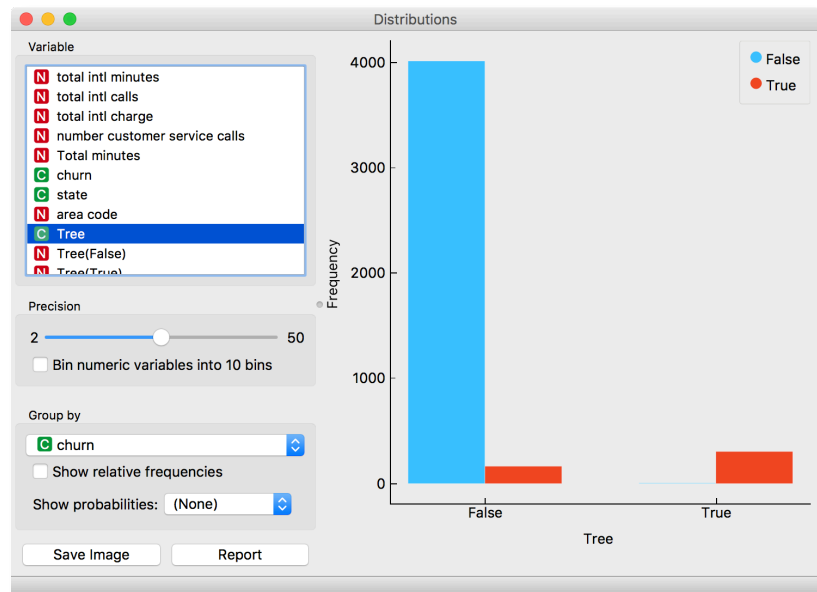 Distributions
Variable
N total intl minutes
N total intl calls
N total intl charge
N number customer service calls
N Total minutes
C churn
C state
N area code
C Tree
N Tree(False)
N Tree(True)
Precision
2 50
Bin numeric variables into 10 bins
Group by
C churn
Show relative frequencies
Show probabilities: (None)
Save Image Report
False
True
4000
3000
2000
1000
0
Frequency
False True
Tree